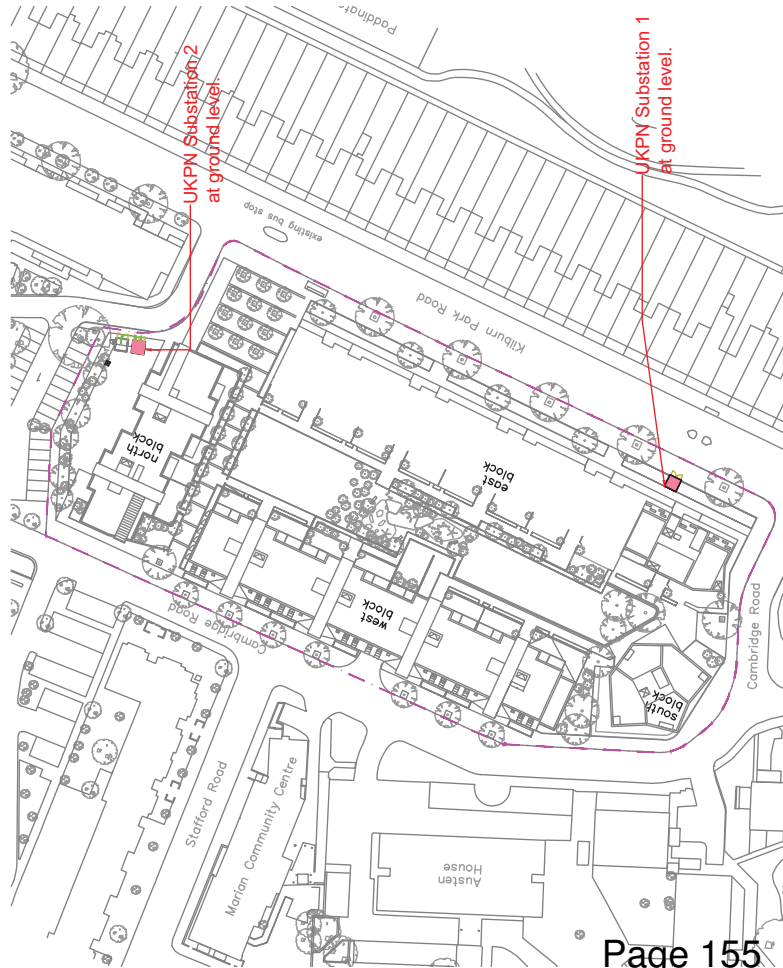 Paddingt
UKPN Substation 2
at ground level.
UKPN Substation 1
at ground level.
existing bus stop
Kilburn Park Road
1
north
block
east
block
west
block
south
block
Cambridge Road
Cambridge Road
Stafford Road
Marian Community Centre
Austen
House
Page 155